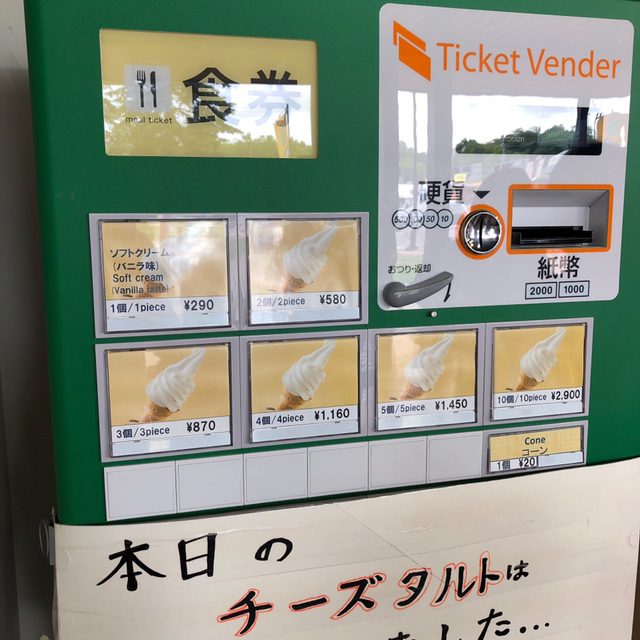 食券
meal ticket
Ticket Vender
硬貨
500 100 50 10
おつり・返却
紙幣
2000 1000
ソフトクリーム
(バニラ味)
Soft cream
(Vanilla taste)
1個/1piece ¥290
2個/2piece ¥580
3個/3piece ¥870
4個/4piece ¥1,160
5個/5piece ¥1,450
10個/10piece ¥2,900
Cone
コーン
1個 ¥20
本日の
チーズタルトは
した...